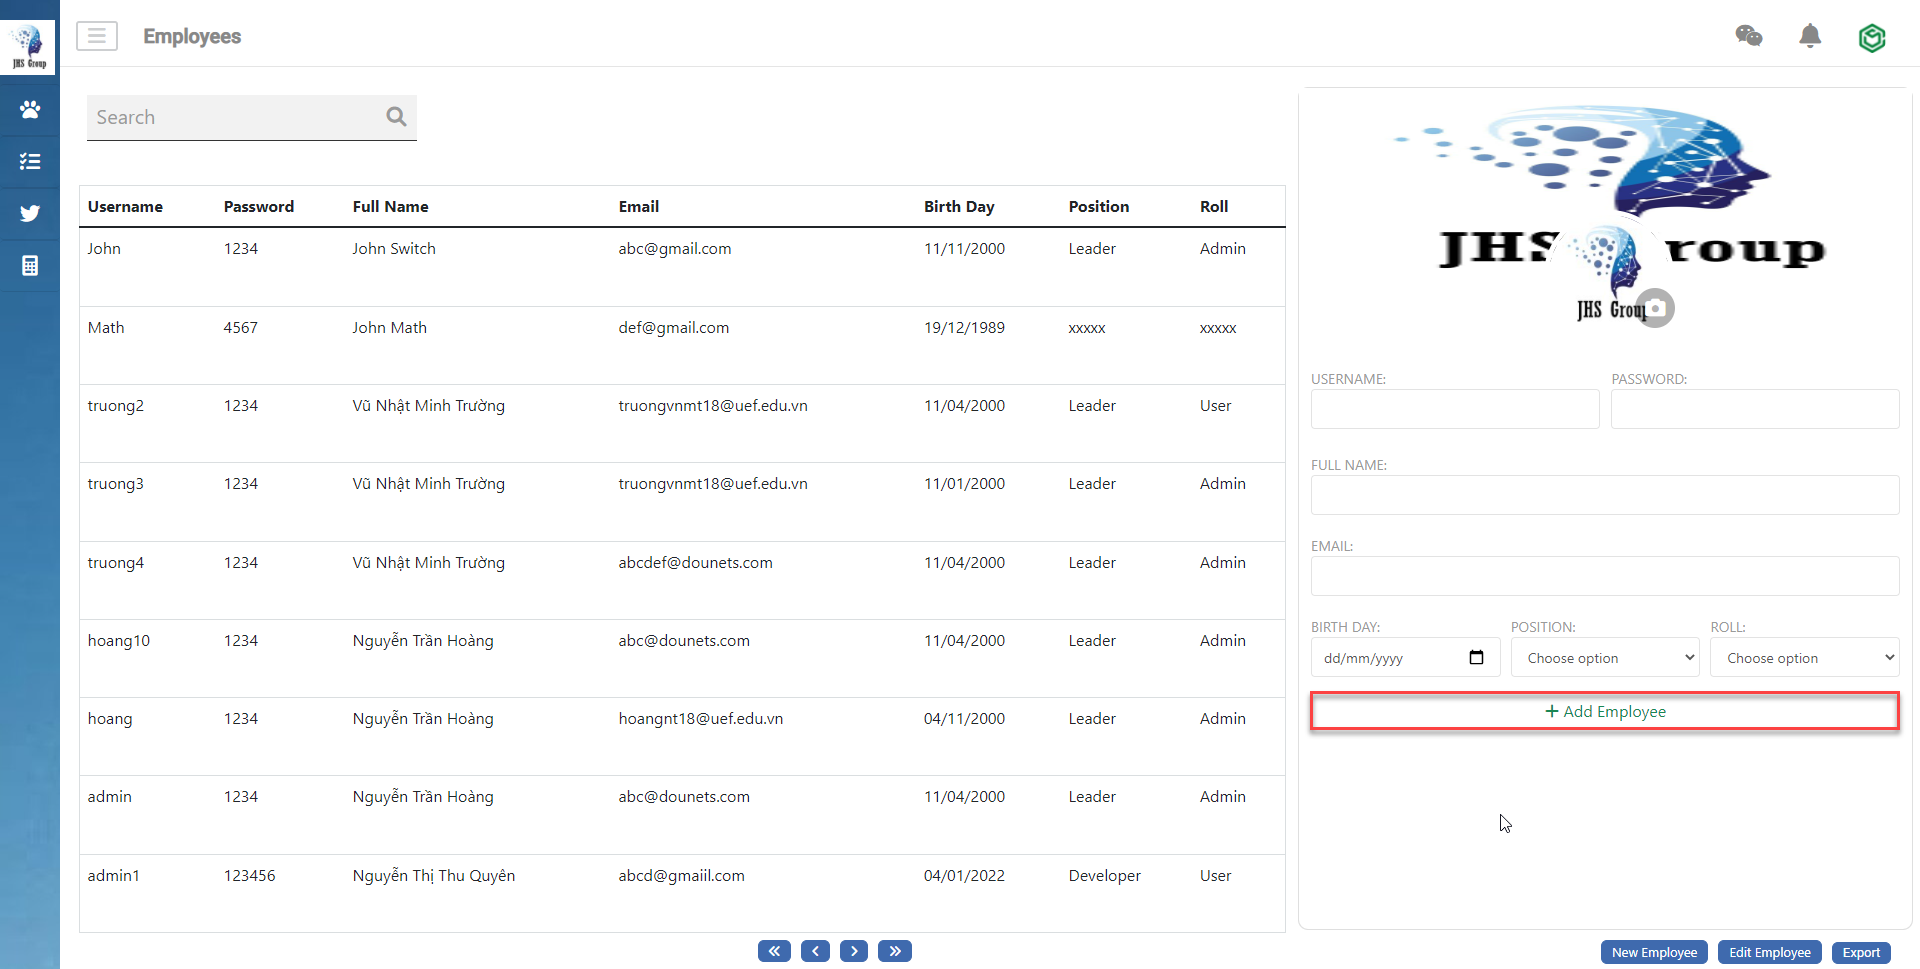 JHS Group
Employees
Search
Username Password Full Name Email Birth Day Position Roll
John 1234 John Switch abc@gmail.com 11/11/2000 Leader Admin
Math 4567 John Math def@gmail.com 19/12/1989 xxxxx xxxxx
truong2 1234 Vũ Nhật Minh Trường truongvnmt18@uef.edu.vn 11/04/2000 Leader User
truong3 1234 Vũ Nhật Minh Trường truongvnmt18@uef.edu.vn 11/01/2000 Leader Admin
truong4 1234 Vũ Nhật Minh Trường abcdef@dounets.com 11/04/2000 Leader Admin
hoang10 1234 Nguyễn Trần Hoàng abc@dounets.com 11/04/2000 Leader Admin
hoang 1234 Nguyễn Trần Hoàng hoangnt18@uef.edu.vn 04/11/2000 Leader Admin
admin 1234 Nguyễn Trần Hoàng abc@dounets.com 11/04/2000 Leader Admin
admin1 123456 Nguyễn Thị Thu Quyên abcd@gmaiil.com 04/01/2022 Developer User
JHS Group
JHS Group
USERNAME: PASSWORD:
FULL NAME:
EMAIL:
BIRTH DAY: POSITION: ROLL:
dd/mm/yyyy Choose option Choose option
+ Add Employee
New Employee Edit Employee Export